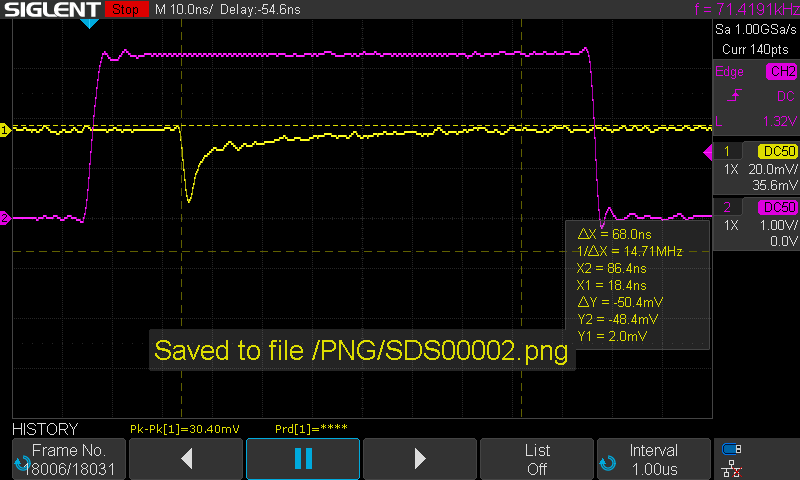 SIGLENT Stop M 10.0ns/ Delay:-54.6ns f = 71.4191kHz
Sa 1.00GSa/s
Curr 140pts
Edge CH2
DC
L 1.32V
1 DC50
1X 20.0mV/
35.6mV
2 DC50
1X 1.00V/
0.0V
1
2
ΔX = 68.0ns
1/ΔX = 14.71MHz
X2 = 86.4ns
X1 = 18.4ns
ΔY = -50.4mV
Y2 = -48.4mV
Y1 = 2.0mV
Saved to file /PNG/SDS00002.png
HISTORY Pk-Pk[1]=30.40mV Prd[1]=****
Frame No.
18006/18031
List
Off
Interval
1.00us